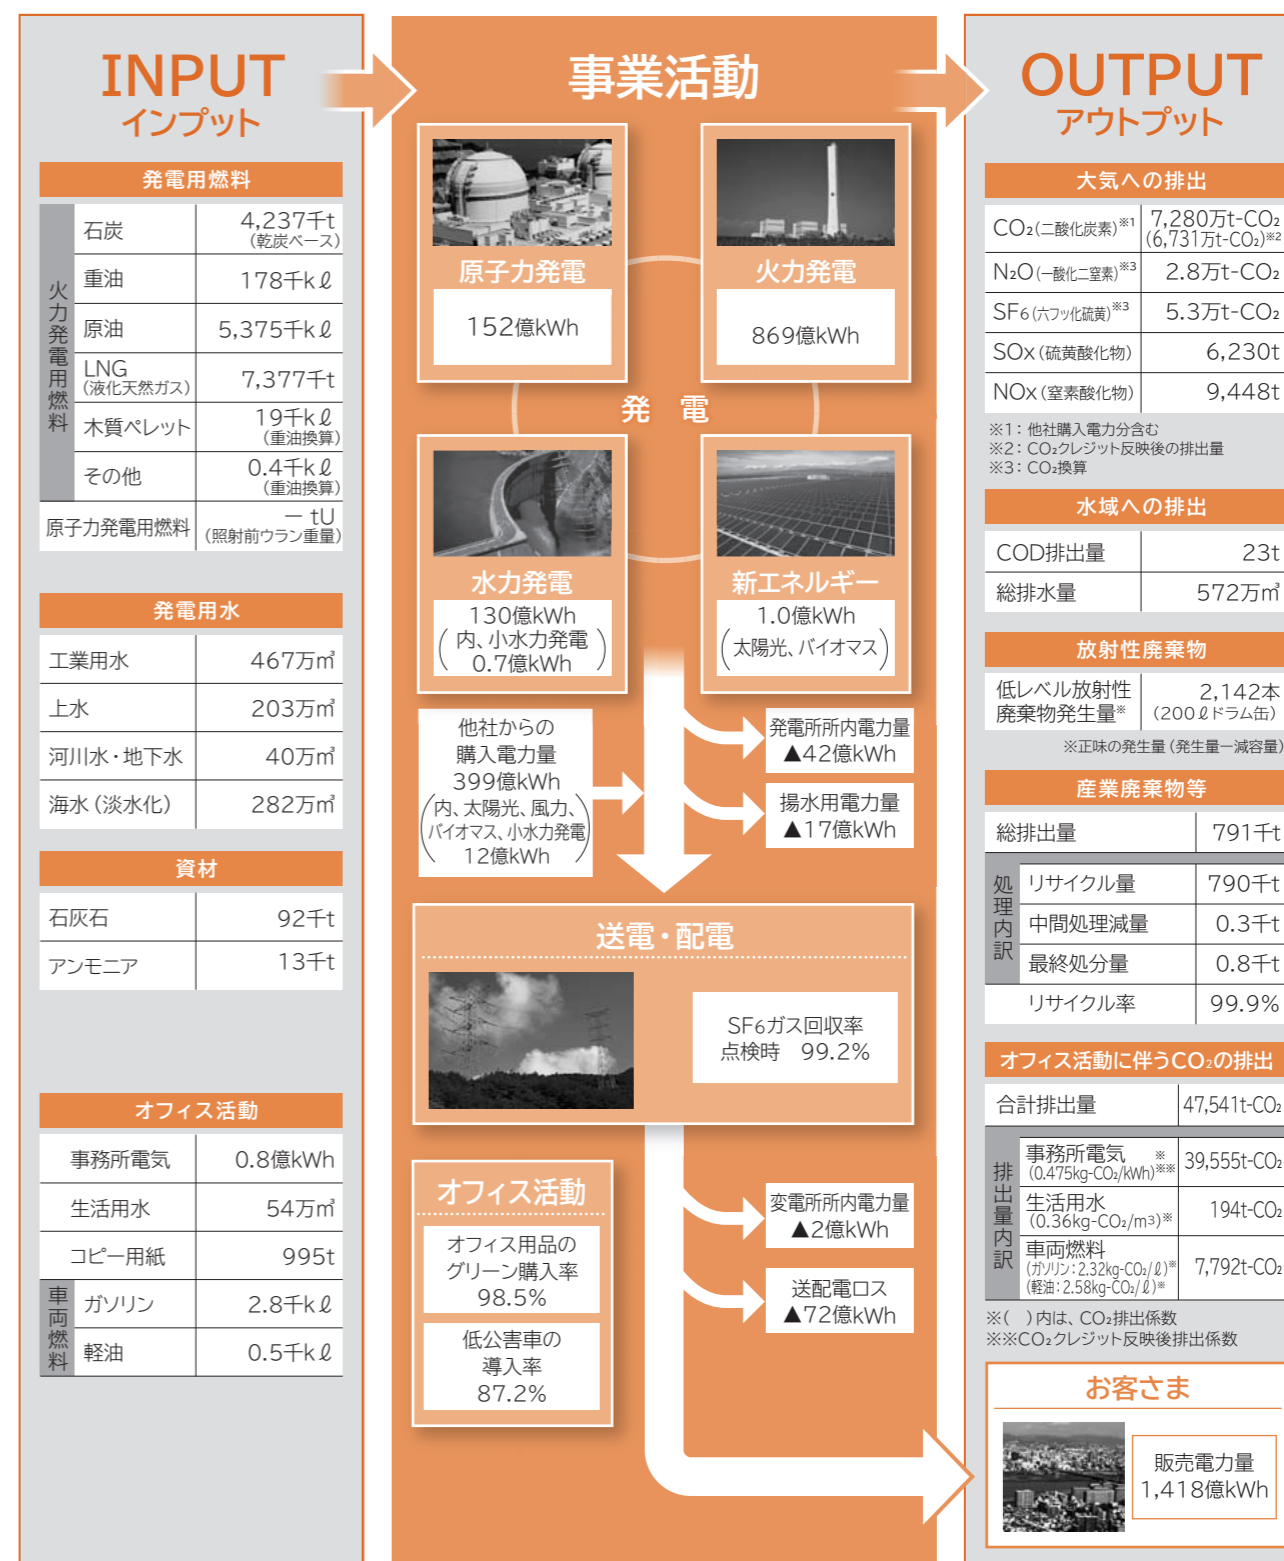 INPUT
インプット
発電用燃料
火力発電用燃料
石炭
4,237千t
(乾炭ベース)
重油
178千kℓ
原油
5,375千kℓ
LNG
(液化天然ガス)
7,377千t
木質ペレット
19千kℓ
(重油換算)
その他
0.4千kℓ
(重油換算)
原子力発電用燃料
－ tU
(照射前ウラン重量)
発電用水
工業用水
467万㎥
上水
203万㎥
河川水・地下水
40万㎥
海水(淡水化)
282万㎥
資材
石灰石
92千t
アンモニア
13千t
オフィス活動
事務所電気
0.8億kWh
生活用水
54万㎥
コピー用紙
995t
車両燃料
ガソリン
2.8千kℓ
軽油
0.5千kℓ
事業活動
原子力発電
152億kWh
火力発電
869億kWh
発 電
水力発電
130億kWh
(内、小水力発電
0.7億kWh)
新エネルギー
1.0億kWh
(太陽光、バイオマス)
他社からの
購入電力量
399億kWh
(内、太陽光、風力、
バイオマス、小水力発電
12億kWh)
発電所所内電力量
▲42億kWh
揚水用電力量
▲17億kWh
送電・配電
SF₆ガス回収率
点検時 99.2%
オフィス活動
オフィス用品の
グリーン購入率
98.5%
低公害車の
導入率
87.2%
変電所所内電力量
▲2億kWh
送配電ロス
▲72億kWh
OUTPUT
アウトプット
大気への排出
CO₂(二酸化炭素)※1
7,280万t-CO₂
(6,731万t-CO₂)※2
N₂O(一酸化二窒素)※3
2.8万t-CO₂
SF₆(六フッ化硫黄)※3
5.3万t-CO₂
SOx(硫黄酸化物)
6,230t
NOx(窒素酸化物)
9,448t
※1：他社購入電力分含む
※2：CO₂クレジット反映後の排出量
※3：CO₂換算
水域への排出
COD排出量
23t
総排水量
572万㎥
放射性廃棄物
低レベル放射性
廃棄物発生量※
2,142本
(200ℓドラム缶)
※正味の発生量(発生量ー減容量)
産業廃棄物等
総排出量
791千t
処理内訳
リサイクル量
790千t
中間処理減量
0.3千t
最終処分量
0.8千t
リサイクル率
99.9%
オフィス活動に伴うCO₂の排出
合計排出量
47,541t-CO₂
排出量内訳
事務所電気 ※
(0.475kg-CO₂/kWh)※※
39,555t-CO₂
生活用水
(0.36kg-CO₂/m³)※
194t-CO₂
車両燃料
(ガソリン：2.32kg-CO₂/ℓ)※
(軽油：2.58kg-CO₂/ℓ)※
7,792t-CO₂
※( )内は、CO₂排出係数
※※CO₂クレジット反映後排出係数
お客さま
販売電力量
1,418億kWh